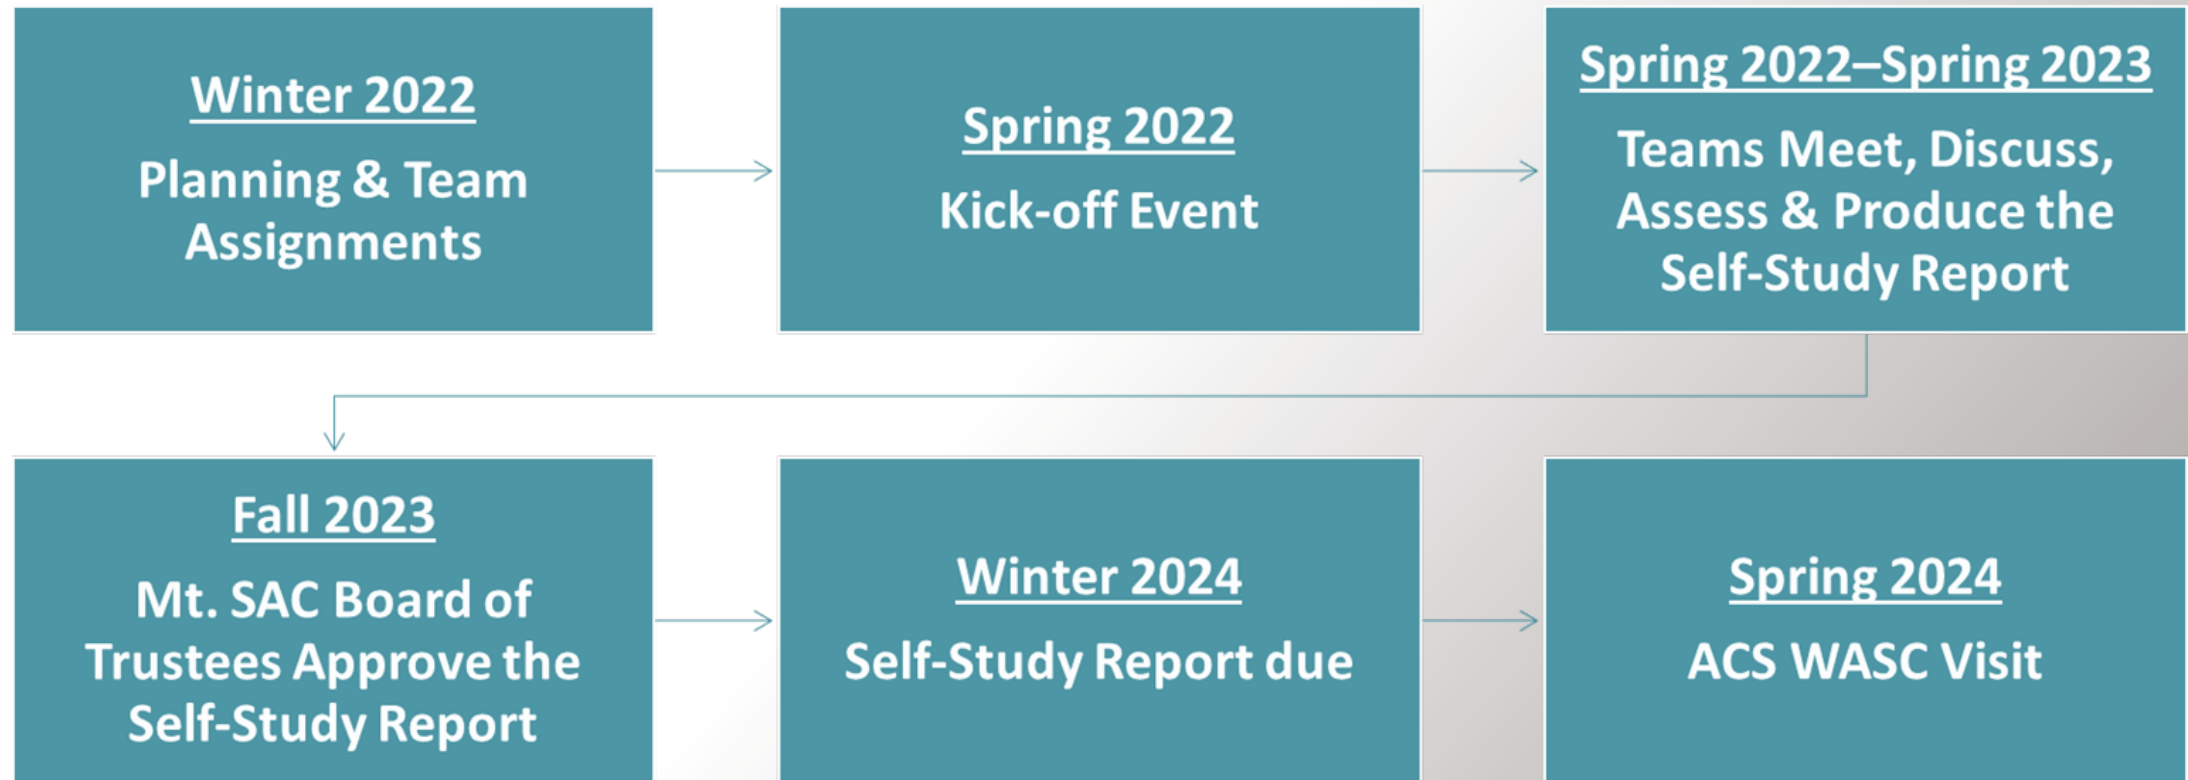 Winter 2022
Planning & Team
Assignments
Spring 2022
Kick-off Event
Spring 2022–Spring 2023
Teams Meet, Discuss,
Assess & Produce the
Self-Study Report
Fall 2023
Mt. SAC Board of
Trustees Approve the
Self-Study Report
Winter 2024
Self-Study Report due
Spring 2024
ACS WASC Visit